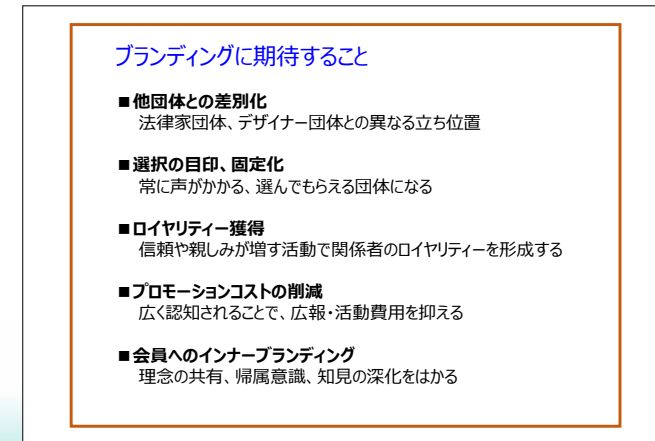 ブランディングに期待すること
■他団体との差別化
法律家団体、デザイナー団体との異なる立ち位置
■選択の目印、固定化
常に声がかかる、選んでもらえる団体になる
■ロイヤリティー獲得
信頼や親しみが増す活動で関係者のロイヤリティーを形成する
■プロモーションコストの削減
広く認知されることで、広報・活動費用を抑える
■会員へのインナーブランディング
理念の共有、帰属意識、知見の深化をはかる